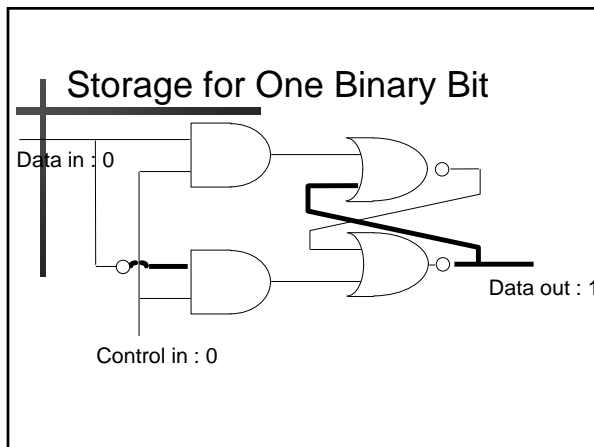 Storage for One Binary Bit
Data in : 0
Data out : 1
Control in : 0